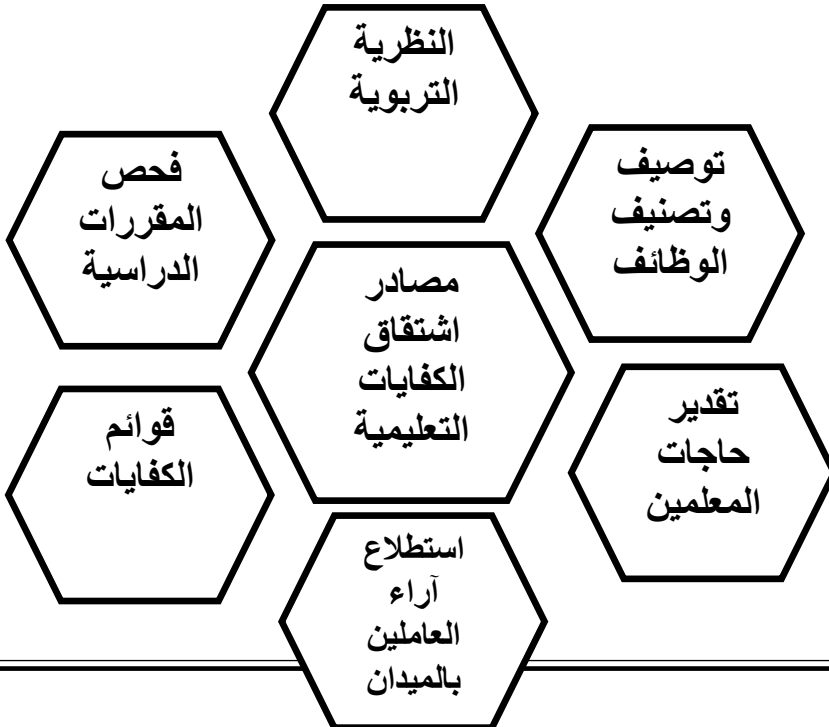 النظرية
التربوية
توصيف
وتصنيف
الوظائف
فحص
المقررات
الدراسية
مصادر
اشتقاق
الكفايات
التعليمية
تقدير
حاجات
المعلمين
قوائم
الكفايات
استطلاع
آراء
العاملين
بالميدان